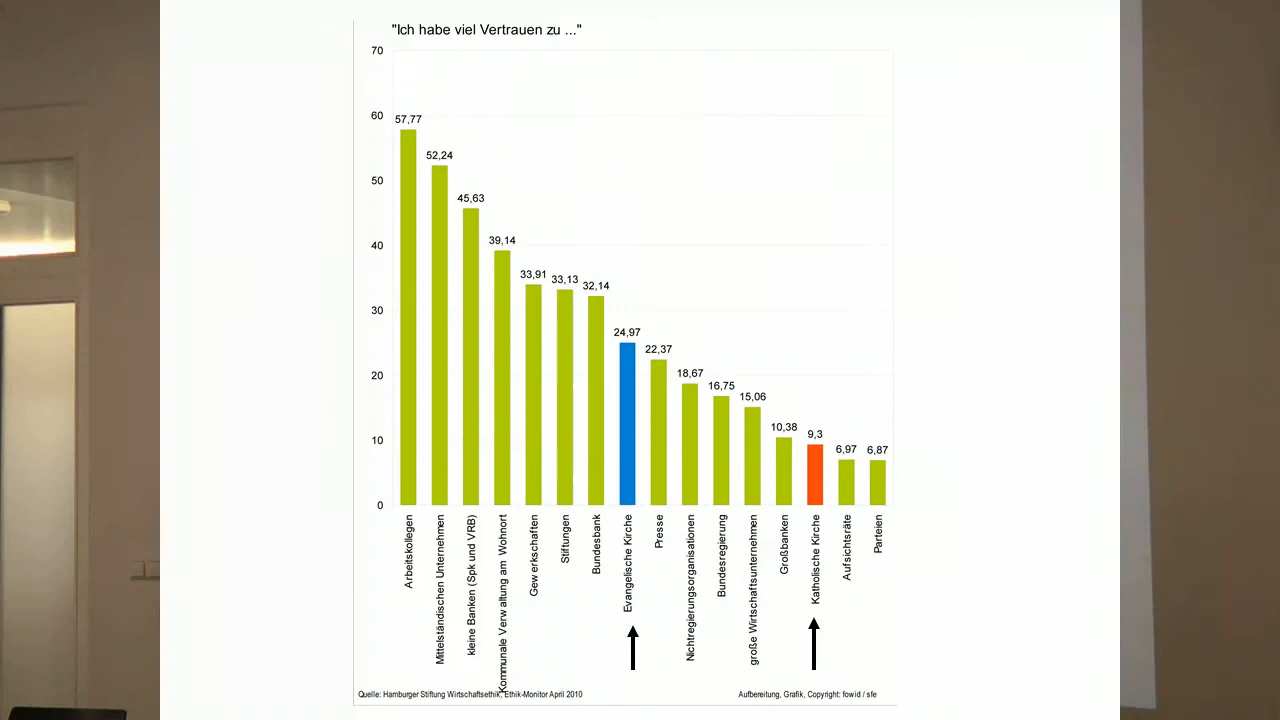 "Ich habe viel Vertrauen zu ..."
70
60
50
40
30
20
10
0
57,77
52,24
45,63
39,14
33,91
33,13
32,14
24,97
22,37
18,67
16,75
15,06
10,38
9,3
6,97
6,87
Arbeitskollegen
Mittelständischen Unternehmen
kleine Banken (Spk und VRB)
Kommunale Verwaltung am Wohnort
Gewerkschaften
Stiftungen
Bundesbank
Evangelische Kirche
Presse
Nichtregierungsorganisationen
Bundesregierung
große Wirtschaftsunternehmen
Großbanken
Katholische Kirche
Aufsichtsräte
Parteien
Quelle: Hamburger Stiftung Wirtschaftsethik, Ethik-Monitor April 2010
Aufbereitung, Grafik, Copyright: fowid / sfe